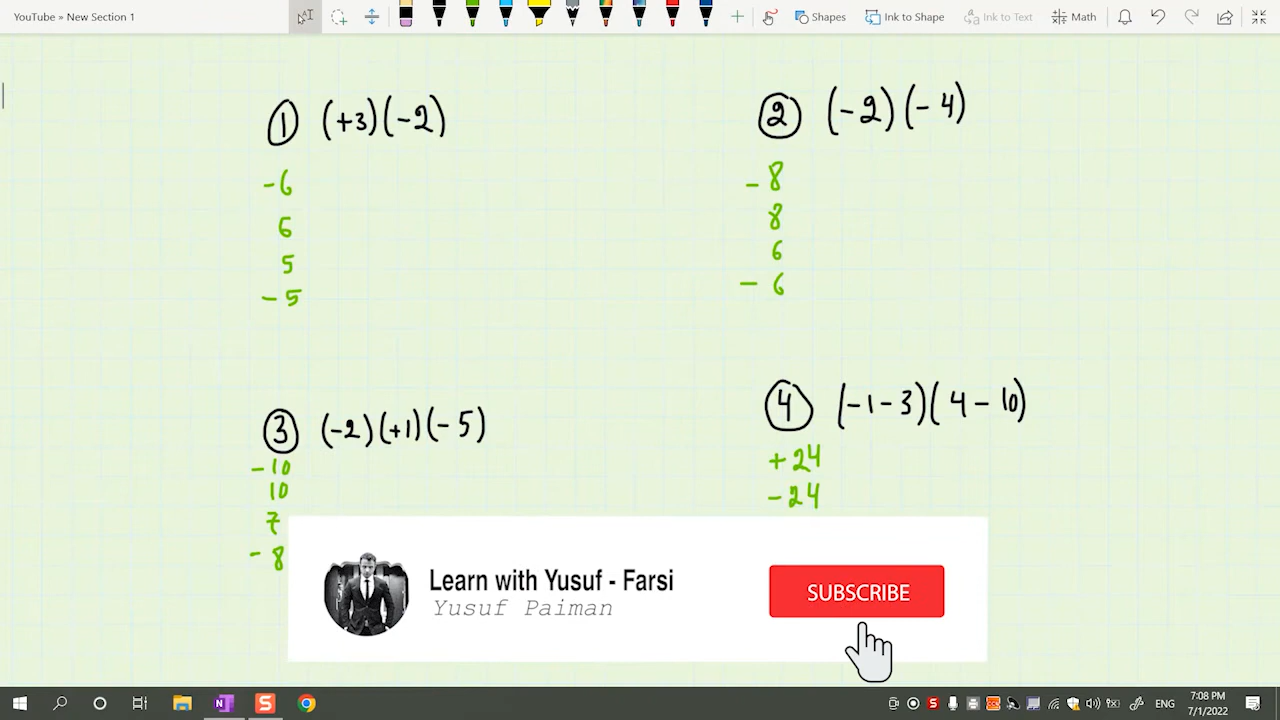 YouTube » New Section 1
Shapes
Ink to Shape
Ink to Text
Math
① (+3)(-2)
-6
6
5
-5
② (-2)(-4)
-8
8
6
-6
③ (-2)(+1)(-5)
-10
10
7
-8
④ (-1-3)(4-10)
+24
-24
Learn with Yusuf - Farsi
Yusuf Paiman
SUBSCRIBE
ENG
7:08 PM
7/1/2022